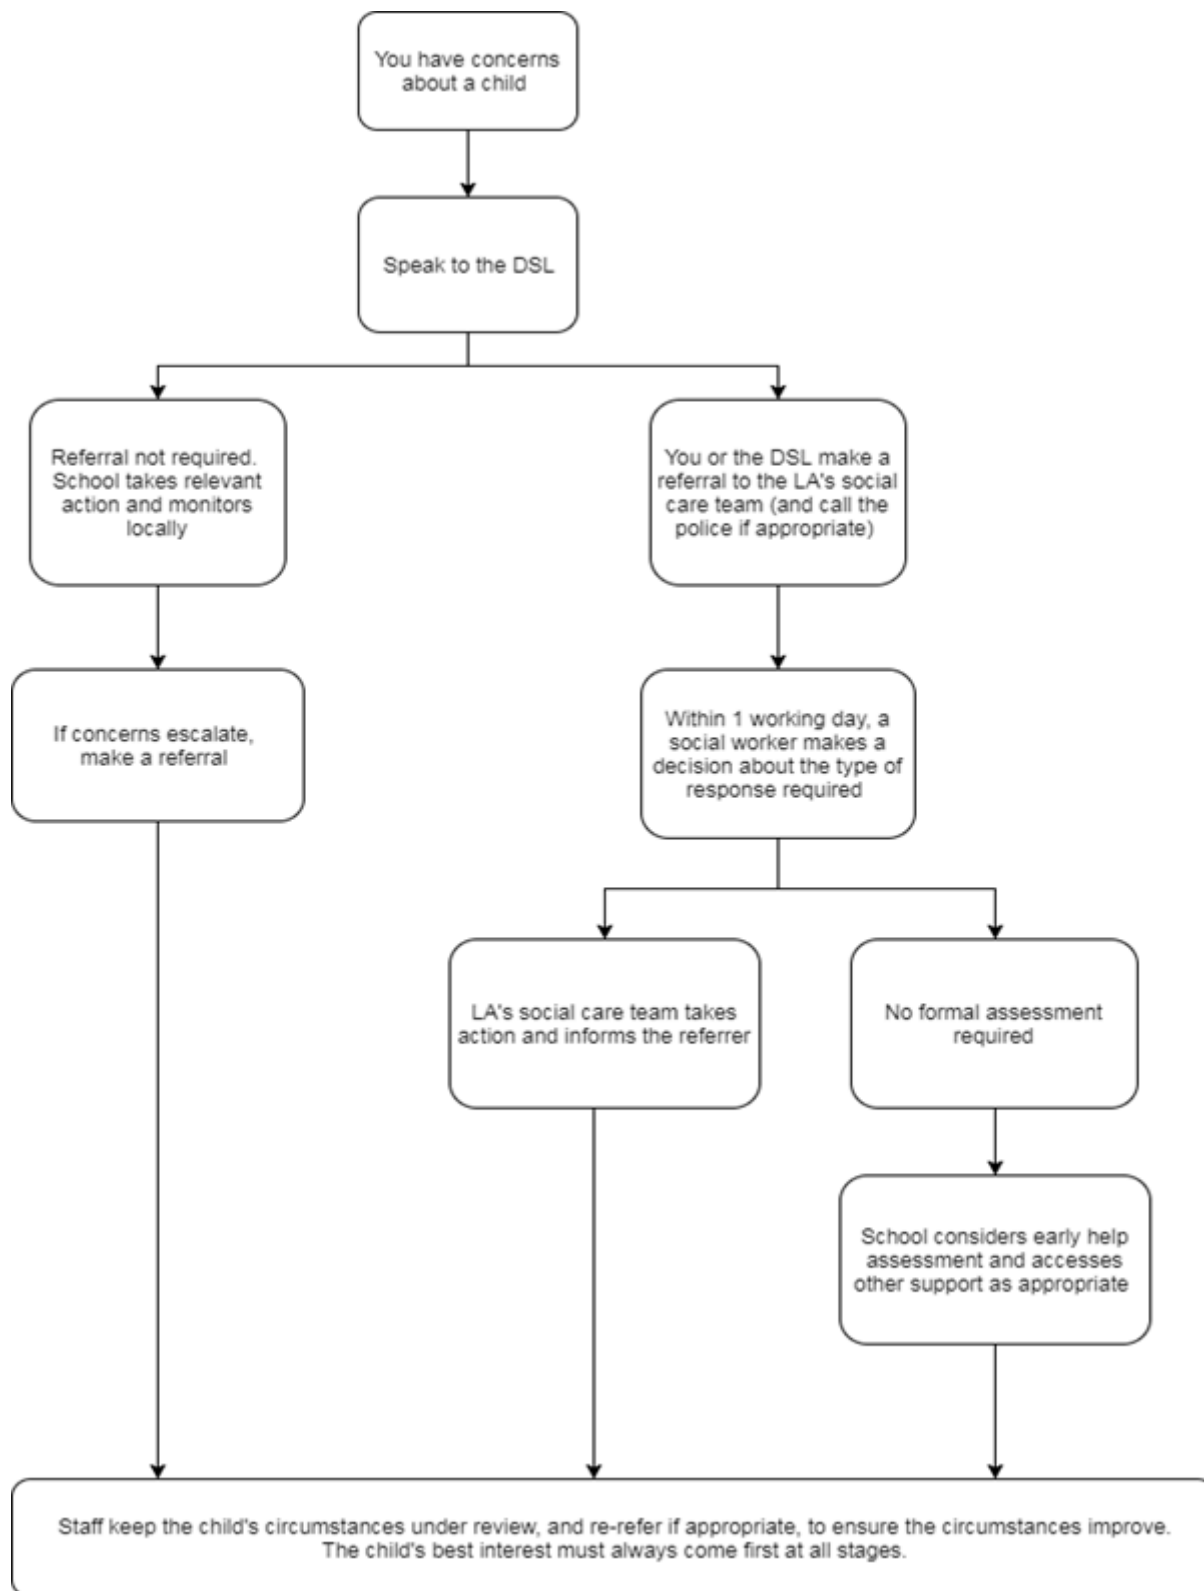 You have concerns
about a child
Speak to the DSL
Referral not required.
School takes relevant
action and monitors
locally
You or the DSL make a
referral to the LA's social
care team (and call the
police if appropriate)
If concerns escalate,
make a referral
Within 1 working day, a
social worker makes a
decision about the type of
response required
LA's social care team takes
action and informs the referrer
No formal assessment
required
School considers early help
assessment and accesses
other support as appropriate
Staff keep the child's circumstances under review, and re-refer if appropriate, to ensure the circumstances improve.
The child's best interest must always come first at all stages.